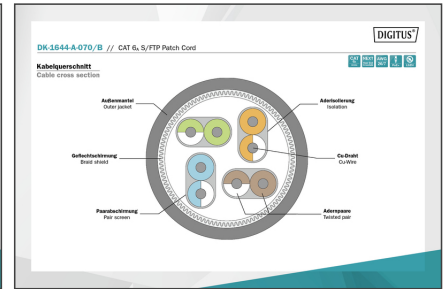 DIGITUS®
DK-1644-A-070/B // CAT 6A S/FTP Patch Cord
Kabelquerschnitt
Cable cross section
Außenmantel
Outer jacket
Aderisolierung
Isolation
Geflechtschirmung
Braid shield
Cu-Draht
Cu-Wire
Paarabschirmung
Pair screen
Adernpaare
Twisted pair